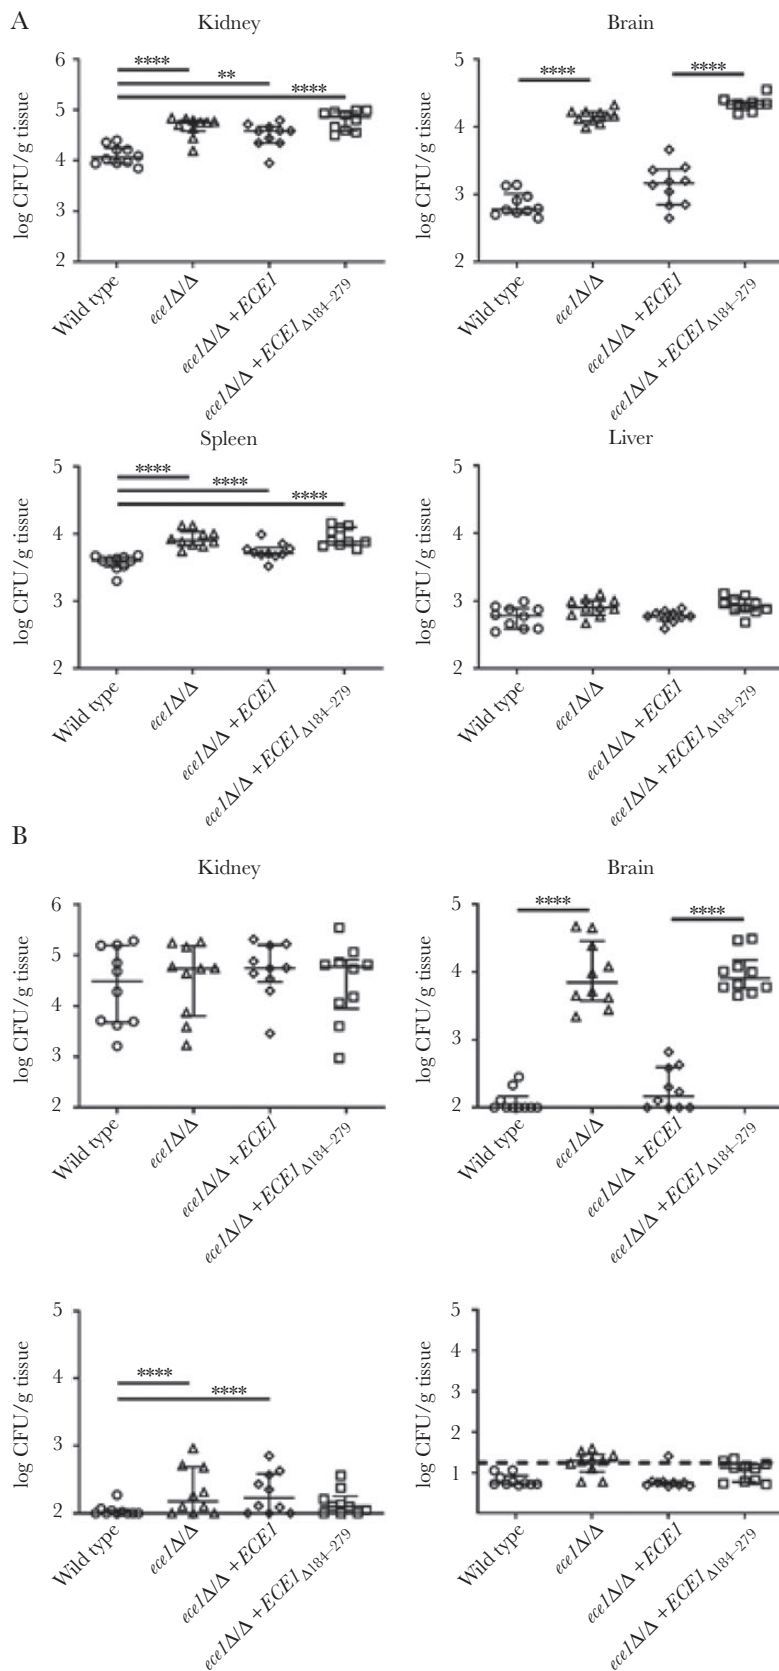 A
Kidney
log CFU/g tissue
6
5
4
3
2
****
**
****
Wild type
ece1Δ/Δ
ece1Δ/Δ +ECE1
ece1Δ/Δ +ECE1Δ184–279
Brain
log CFU/g tissue
5
4
3
2
****
****
Wild type
ece1Δ/Δ
ece1Δ/Δ +ECE1
ece1Δ/Δ +ECE1Δ184–279
Spleen
log CFU/g tissue
5
4
3
2
****
****
****
Wild type
ece1Δ/Δ
ece1Δ/Δ +ECE1
ece1Δ/Δ +ECE1Δ184–279
Liver
log CFU/g tissue
5
4
3
2
Wild type
ece1Δ/Δ
ece1Δ/Δ +ECE1
ece1Δ/Δ +ECE1Δ184–279
B
Kidney
log CFU/g tissue
6
5
4
3
2
Wild type
ece1Δ/Δ
ece1Δ/Δ +ECE1
ece1Δ/Δ +ECE1Δ184–279
Brain
log CFU/g tissue
5
4
3
2
****
****
Wild type
ece1Δ/Δ
ece1Δ/Δ +ECE1
ece1Δ/Δ +ECE1Δ184–279
log CFU/g tissue
5
4
3
2
****
****
Wild type
ece1Δ/Δ
ece1Δ/Δ +ECE1
ece1Δ/Δ +ECE1Δ184–279
log CFU/g tissue
5
4
3
2
1
Wild type
ece1Δ/Δ
ece1Δ/Δ +ECE1
ece1Δ/Δ +ECE1Δ184–279